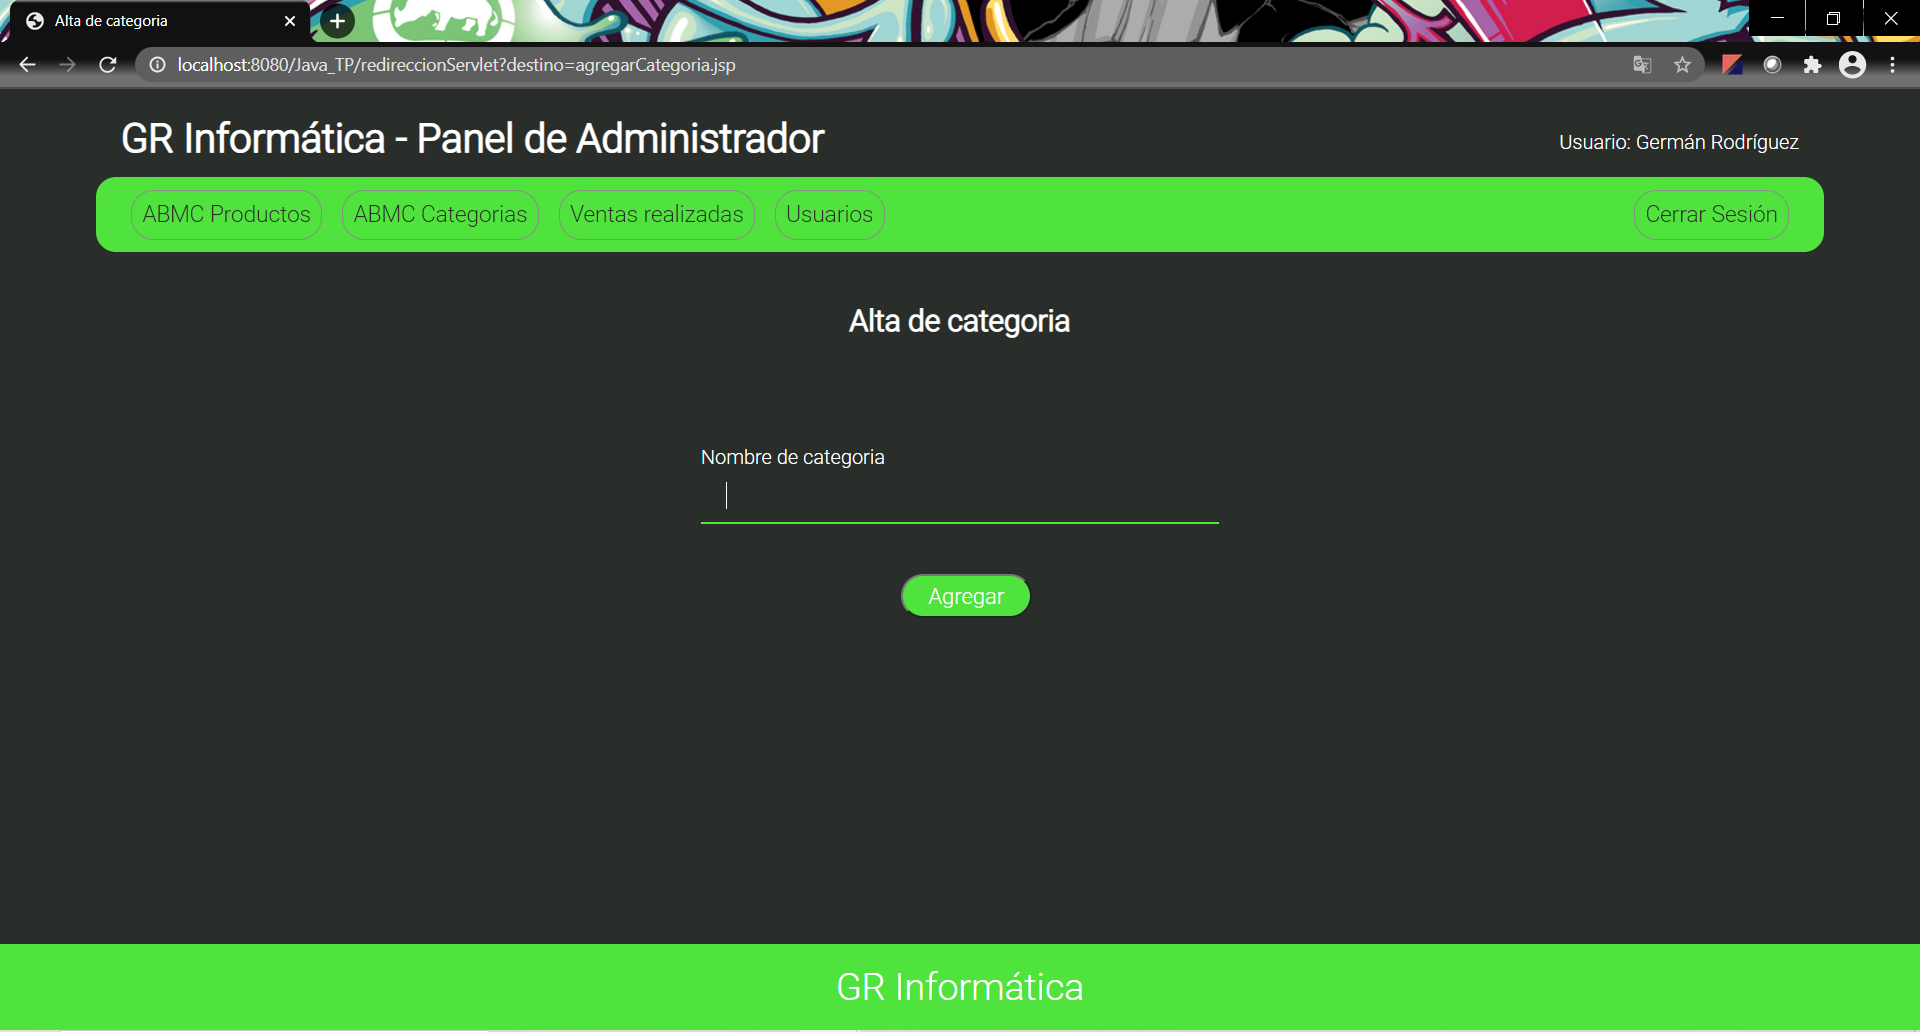 Alta de categoria
localhost:8080/Java_TP/redireccionServlet?destino=agregarCategoria.jsp
GR Informática - Panel de Administrador
Usuario: Germán Rodríguez
ABMC Productos ABMC Categorias Ventas realizadas Usuarios Cerrar Sesión
Alta de categoria
Nombre de categoria
Agregar
GR Informática